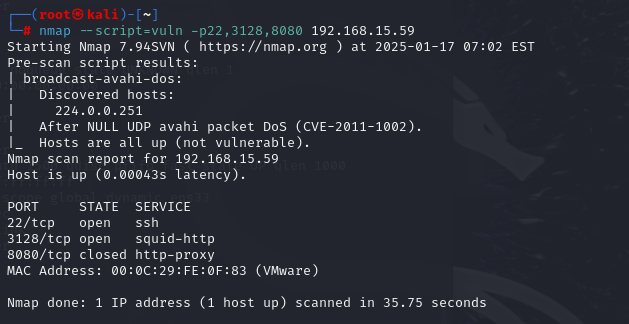 ┌──(root㉿kali)-[~]
└─# nmap --script=vuln -p22,3128,8080 192.168.15.59
Starting Nmap 7.94SVN ( https://nmap.org ) at 2025-01-17 07:02 EST
Pre-scan script results:
| broadcast-avahi-dos:
|   Discovered hosts:
|     224.0.0.251
|   After NULL UDP avahi packet DoS (CVE-2011-1002).
|_  Hosts are all up (not vulnerable).
Nmap scan report for 192.168.15.59
Host is up (0.00043s latency).

PORT     STATE  SERVICE
22/tcp   open   ssh
3128/tcp open   squid-http
8080/tcp closed http-proxy
MAC Address: 00:0C:29:FE:0F:83 (VMware)

Nmap done: 1 IP address (1 host up) scanned in 35.75 seconds